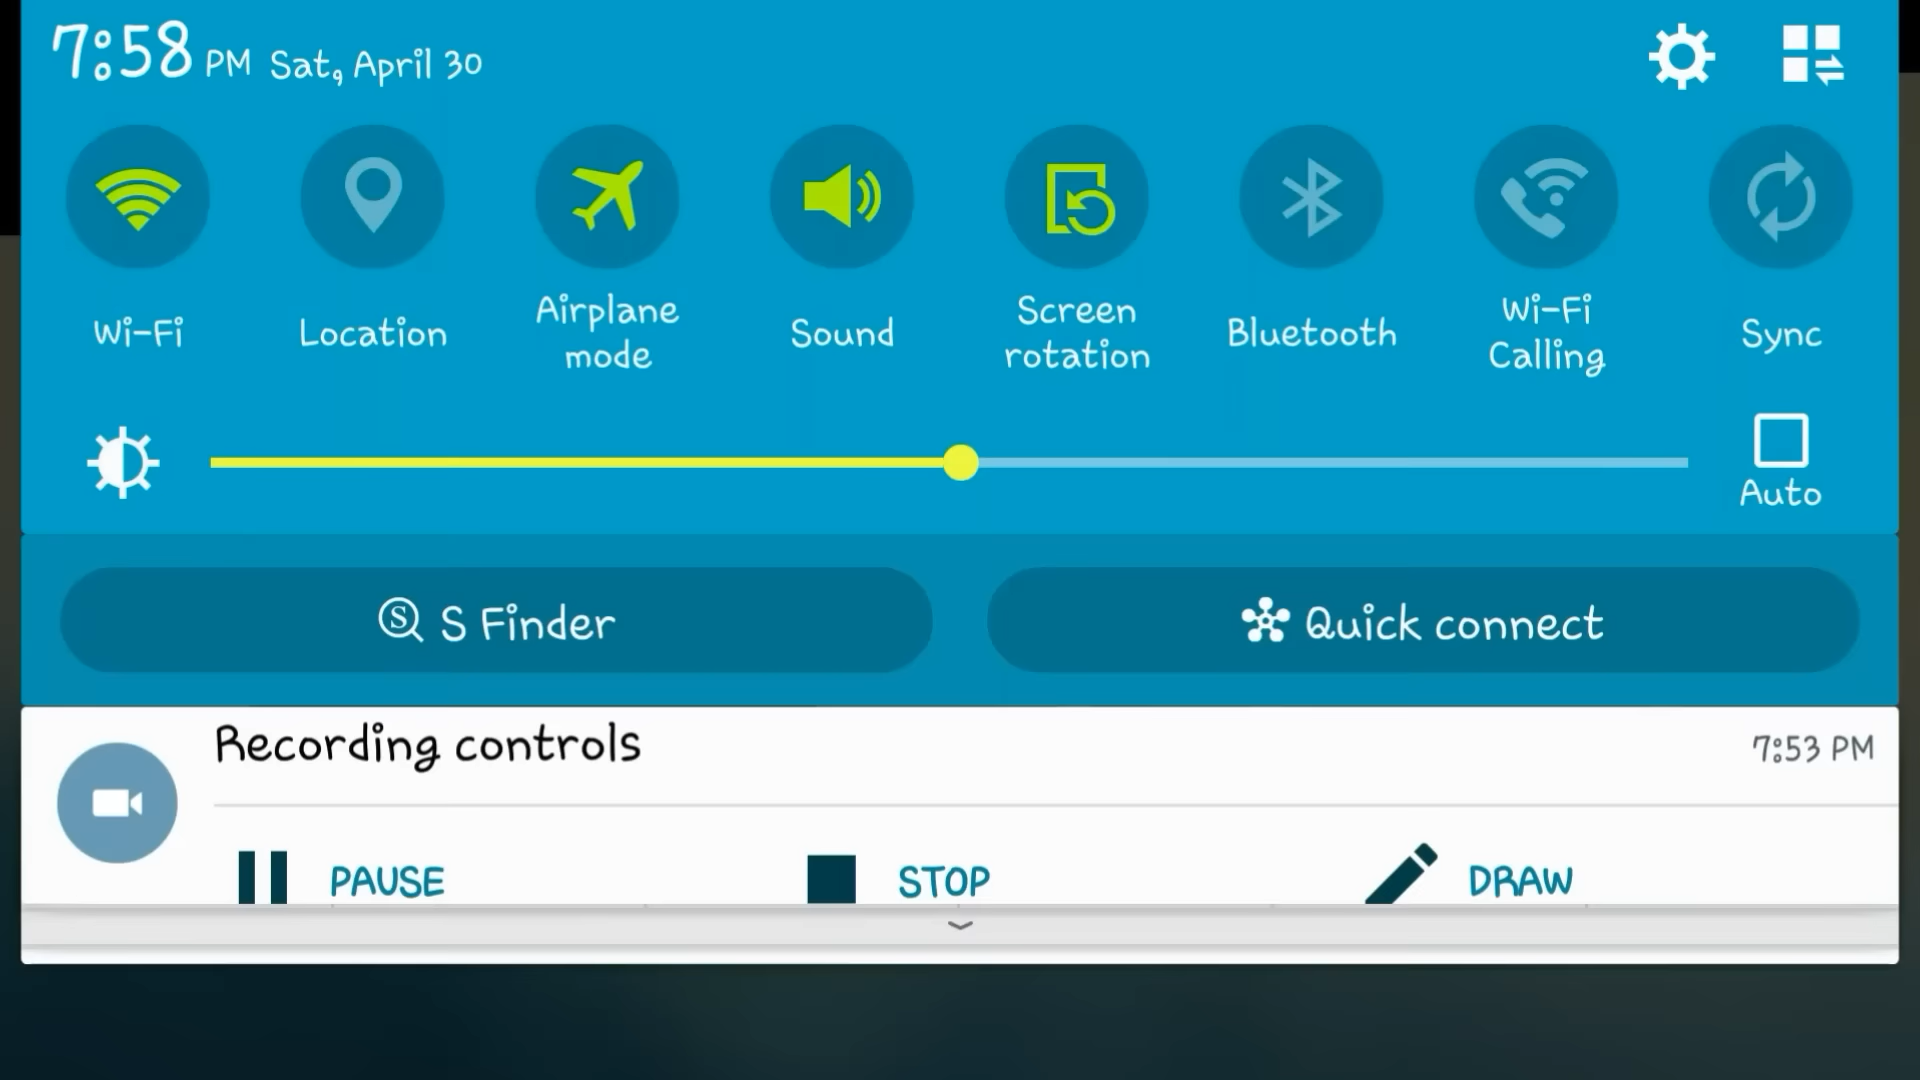 7:58 PM Sat, April 30
Wi-Fi
Location
Airplane
mode
Sound
Screen
rotation
Bluetooth
Wi-Fi
Calling
Sync
Auto
S Finder
Quick connect
Recording controls
7:53 PM
PAUSE
STOP
DRAW